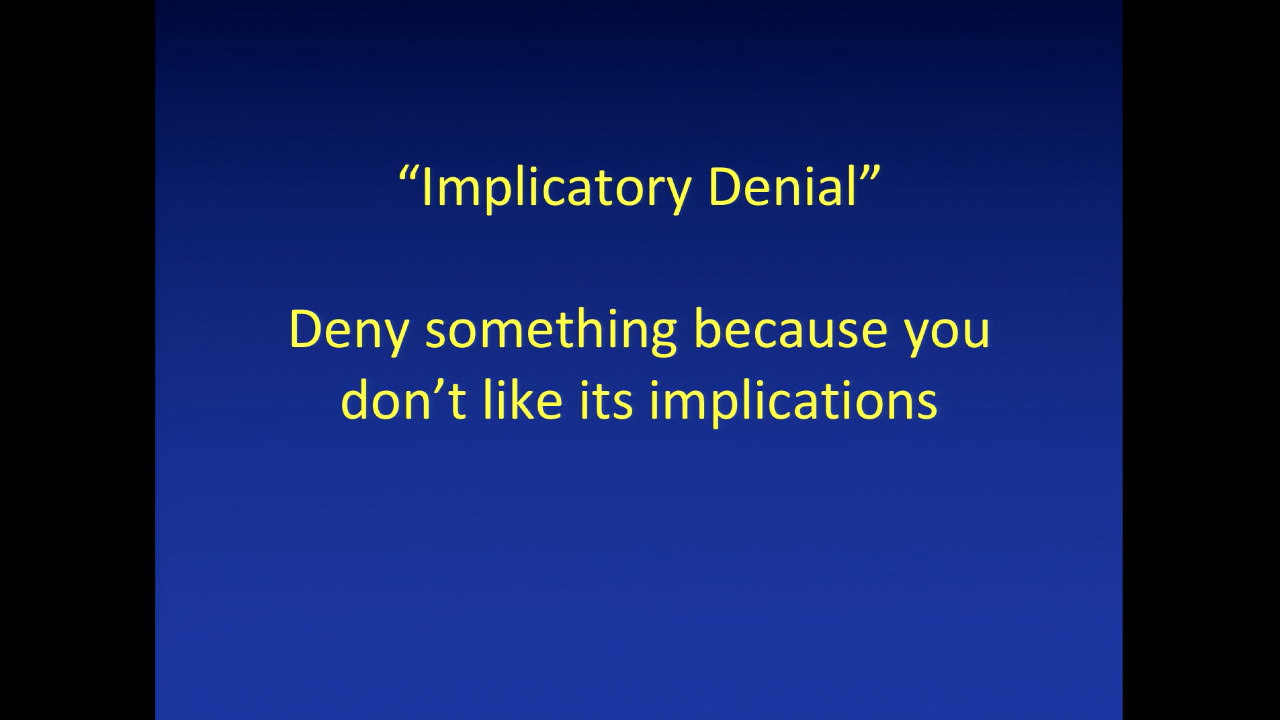 “Implicatory Denial”
Deny something because you
don’t like its implications